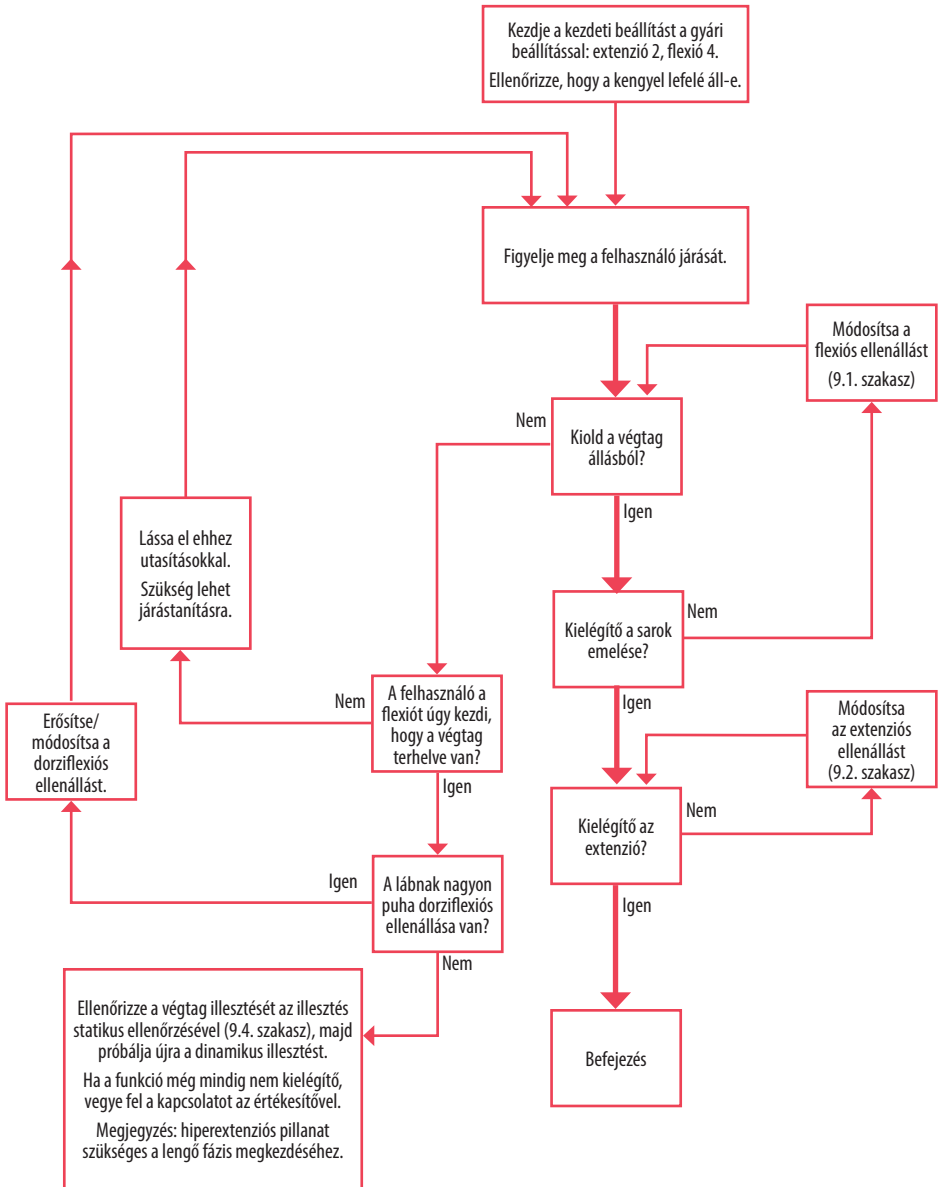 Kezdje a kezdeti beállítást a gyári
beállítással: extenzió 2, flexió 4.
Ellenőrizze, hogy a kengyel lefelé áll-e.
Figyelje meg a felhasználó járását.
Módosítsa a
flexiós ellenállást
(9.1. szakasz)
Nem
Kiold a végtag
állásból?
Igen
Lássa el ehhez
utasításokkal.
Szükség lehet
járástanításra.
Kielégítő a sarok
emelése?
Nem
Igen
Nem
A felhasználó a
flexiót úgy kezdi,
hogy a végtag
terhelve van?
Igen
Erősítse/
módosítsa a
dorziflexiós
ellenállást.
Módosítsa
az extenziós
ellenállást
(9.2. szakasz)
Kielégítő az
extenzió?
Nem
Igen
Igen
A lábnak nagyon
puha dorziflexiós
ellenállása van?
Nem
Ellenőrizze a végtag illesztését az illesztés
statikus ellenőrzésével (9.4. szakasz), majd
próbálja újra a dinamikus illesztést.
Ha a funkció még mindig nem kielégítő,
vegye fel a kapcsolatot az értékesítővel.
Megjegyzés: hiperextenziós pillanat
szükséges a lengő fázis megkezdéséhez.
Befejezés